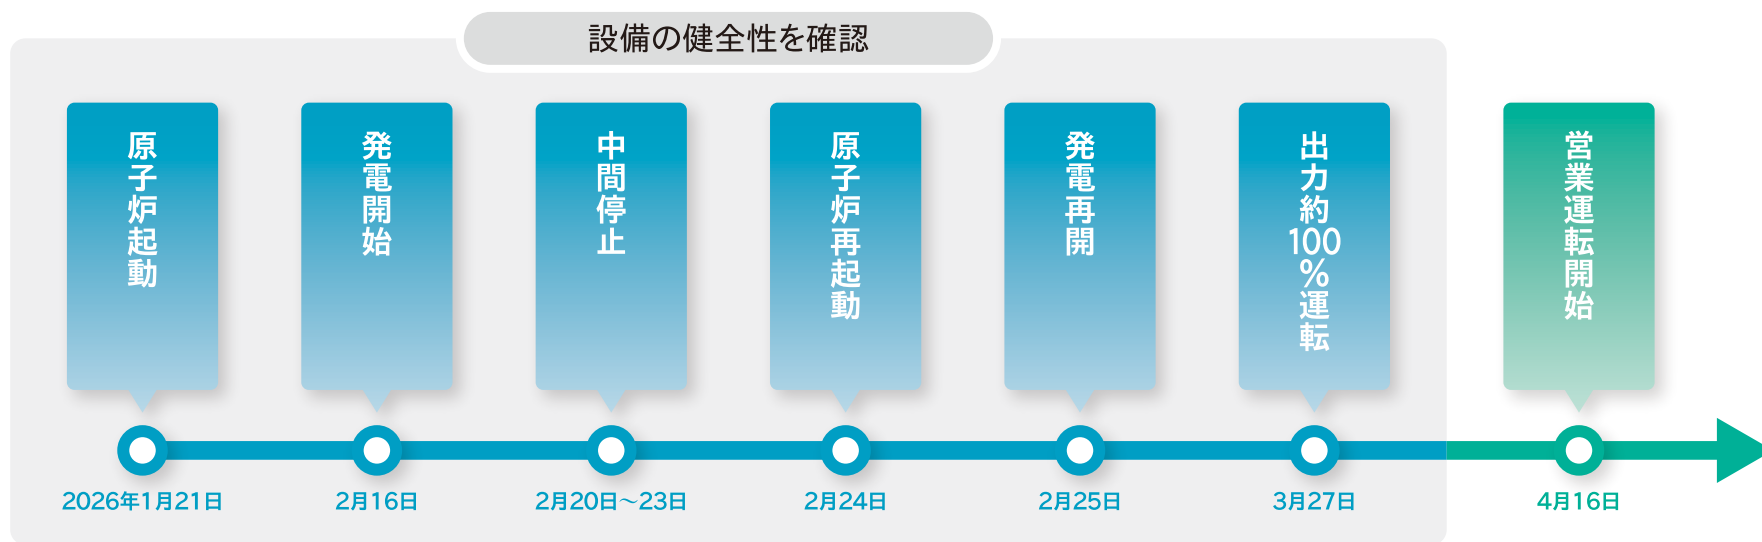 設備の健全性を確認
原子炉起動
発電開始
中間停止
原子炉再起動
発電再開
出力約100%運転
営業運転開始
2026年1月21日
2月16日
2月20日～23日
2月24日
2月25日
3月27日
4月16日